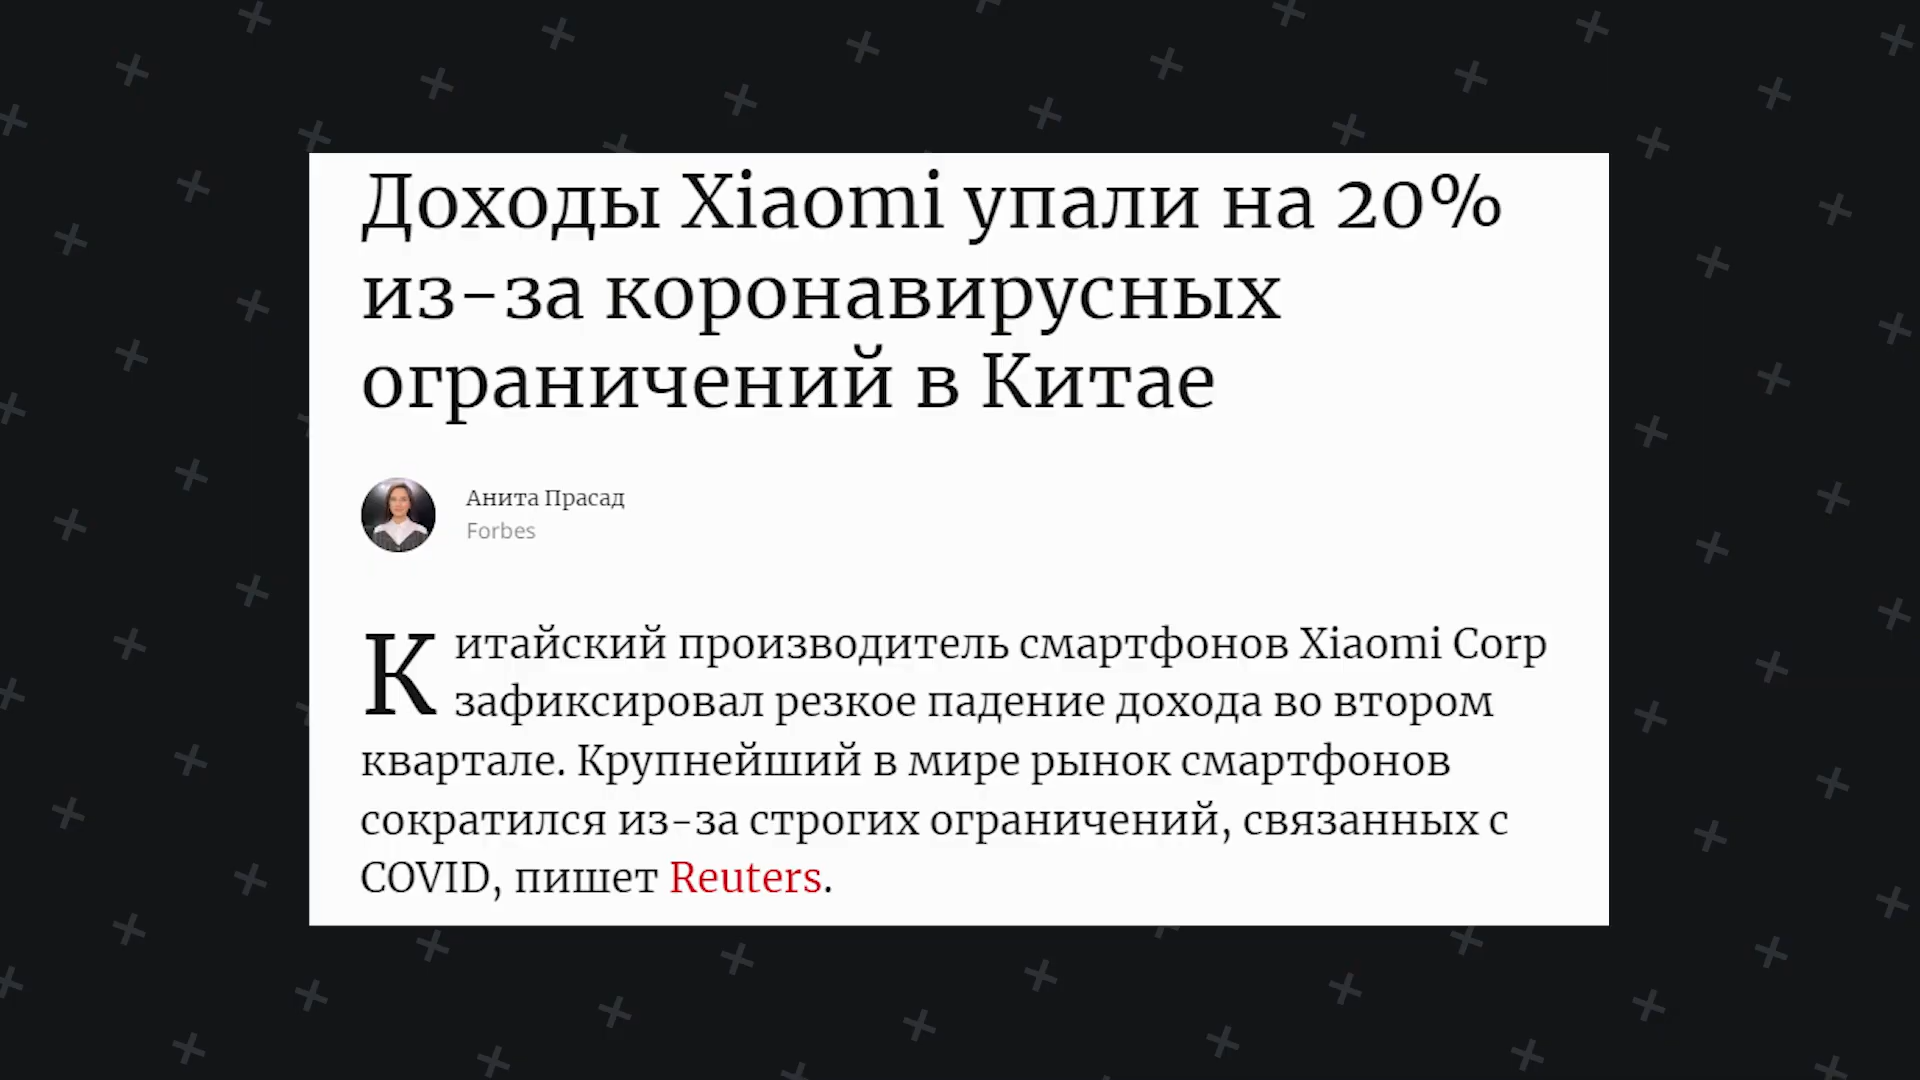 Доходы Xiaomi упали на 20%
из-за коронавирусных
ограничений в Китае
Анита Прасад
Forbes
Китайский производитель смартфонов Xiaomi Corp
зафиксировал резкое падение дохода во втором
квартале. Крупнейший в мире рынок смартфонов
сократился из-за строгих ограничений, связанных с
COVID, пишет Reuters.